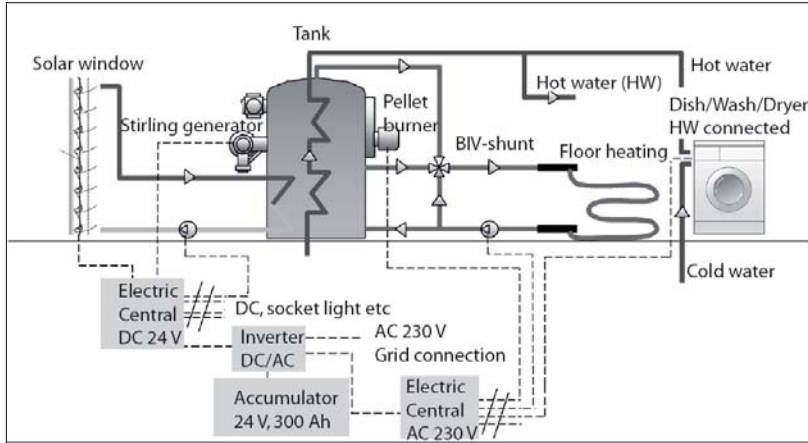 Tank
Solar window
Hot water
Hot water (HW)
Dish/Wash/Dryer
HW connected
Stirling generator
Pellet
burner
BIV-shunt
Floor heating
Cold water
Electric
Central
DC 24 V
DC, socket light etc
Inverter
DC/AC
AC 230 V
Grid connection
Accumulator
24 V, 300 Ah
Electric
Central
AC 230 V